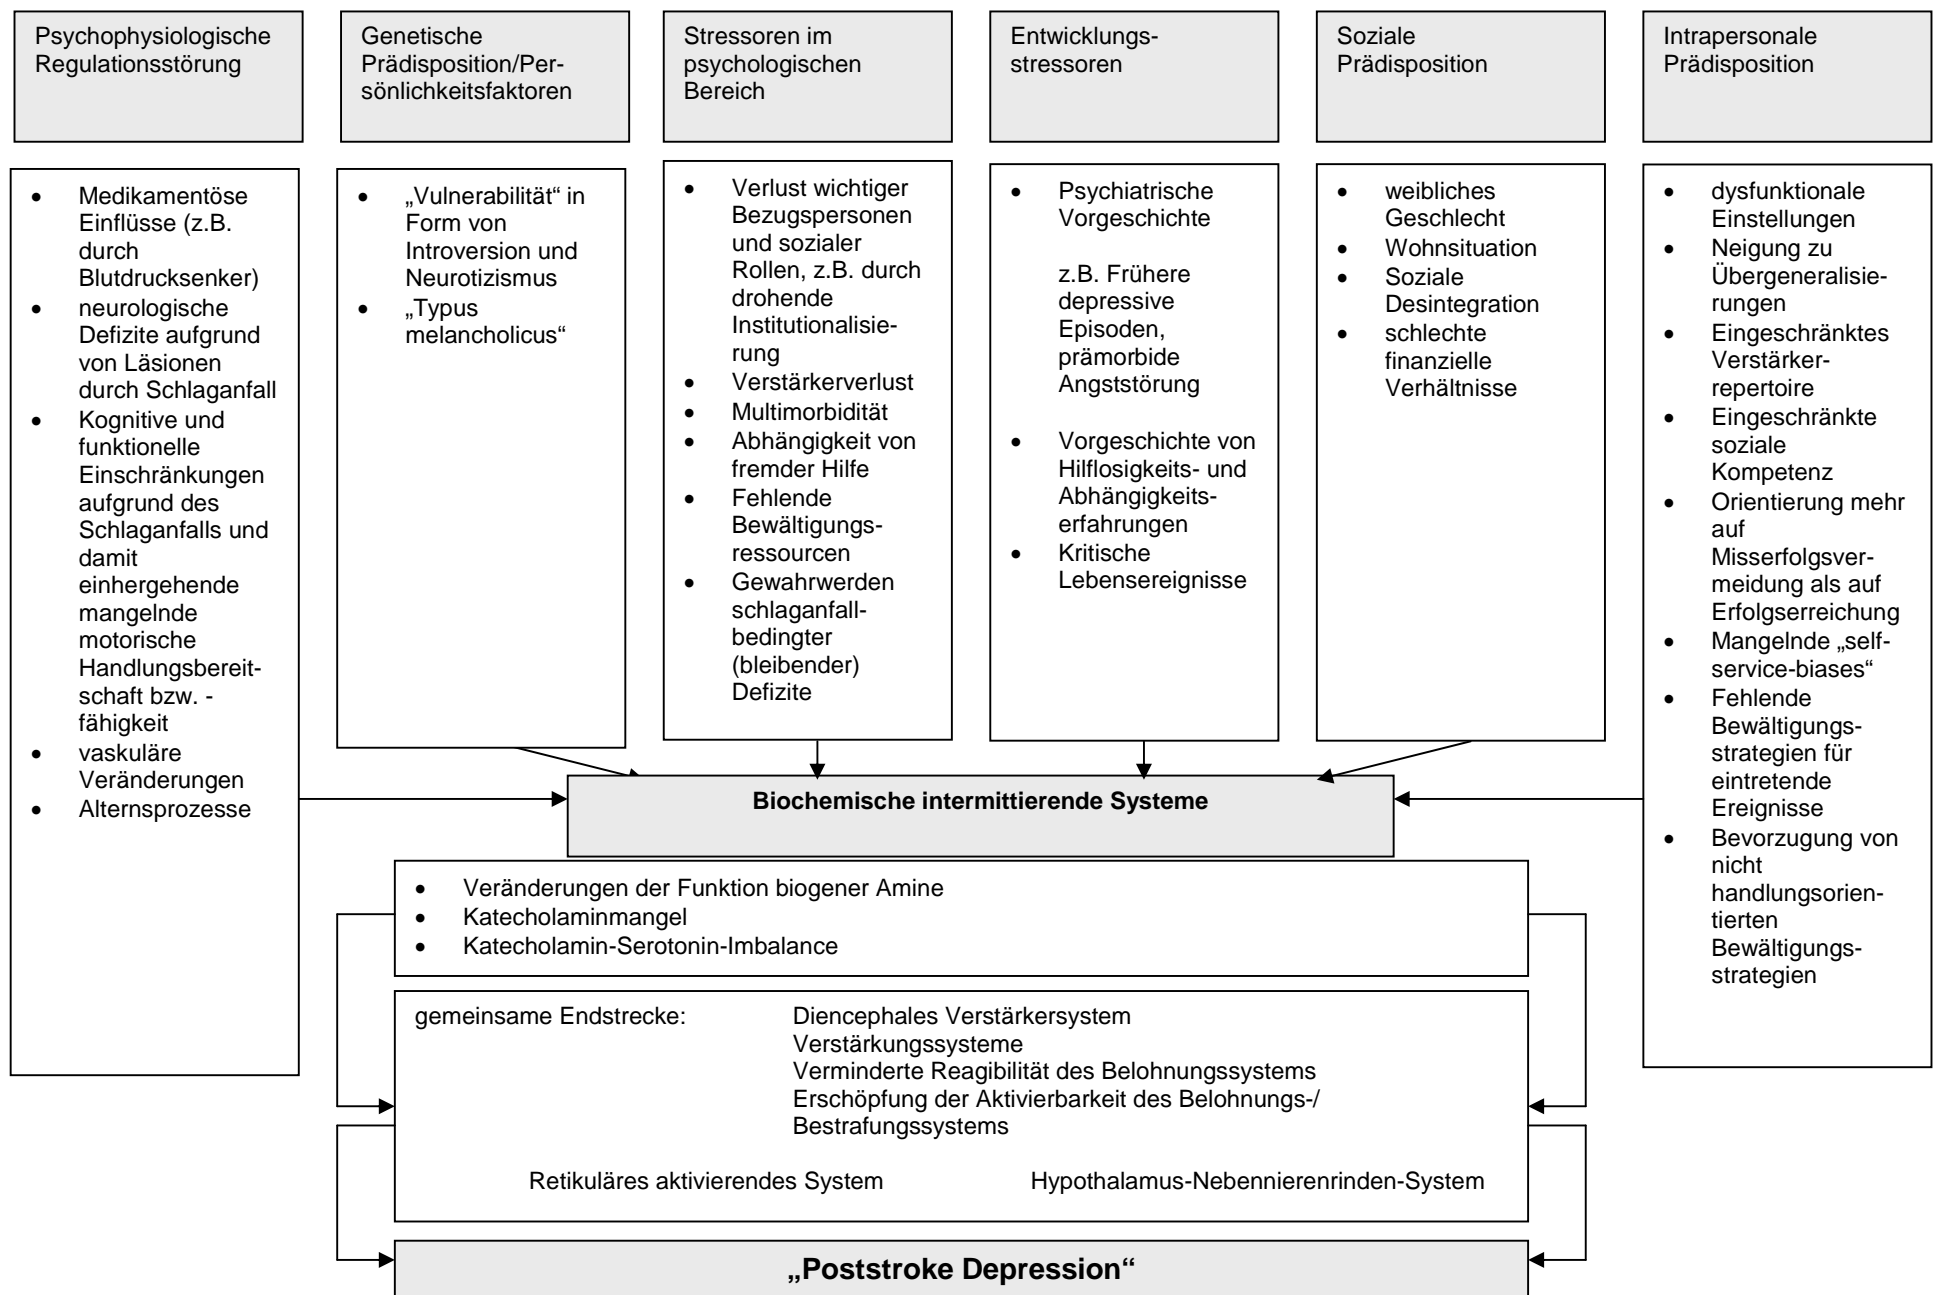 Psychophysiologische
Regulationsstörung
Genetische
Prädisposition/Per-
sönlichkeitsfaktoren
Stressoren im
psychologischen
Bereich
Entwicklungs-
stressoren
Soziale
Prädisposition
Intrapersonale
Prädisposition
• Medikamentöse
Einflüsse (z.B.
durch
Blutdrucksenker)
• neurologische
Defizite aufgrund
von Läsionen
durch Schlaganfall
• Kognitive und
funktionelle
Einschränkungen
aufgrund des
Schlaganfalls und
damit
einhergehende
mangelnde
motorische
Handlungsbereit-
schaft bzw. -
fähigkeit
• vaskuläre
Veränderungen
• Alternsprozesse
• „Vulnerabilität“ in
Form von
Introversion und
Neurotizismus
• „Typus
melancholicus“
• Verlust wichtiger
Bezugspersonen
und sozialer
Rollen, z.B. durch
drohende
Institutionalisie-
rung
• Verstärkerverlust
• Multimorbidität
• Abhängigkeit von
fremder Hilfe
• Fehlende
Bewältigungs-
ressourcen
• Gewahrwerden
schlaganfall-
bedingter
(bleibender)
Defizite
• Psychiatrische
Vorgeschichte
z.B. Frühere
depressive
Episoden,
prämorbide
Angststörung
• Vorgeschichte von
Hilflosigkeits- und
Abhängigkeits-
erfahrungen
• Kritische
Lebensereignisse
• weibliches
Geschlecht
• Wohnsituation
• Soziale
Desintegration
• schlechte
finanzielle
Verhältnisse
• dysfunktionale
Einstellungen
• Neigung zu
Übergeneralisie-
rungen
• Eingeschränktes
Verstärker-
repertoire
• Eingeschränkte
soziale
Kompetenz
• Orientierung mehr
auf
Misserfolgsver-
meidung als auf
Erfolgserreichung
• Mangelnde „self-
service-biases“
• Fehlende
Bewältigungs-
strategien für
eintretende
Ereignisse
• Bevorzugung von
nicht
handlungsorien-
tierten
Bewältigungs-
strategien
Biochemische intermittierende Systeme
• Veränderungen der Funktion biogener Amine
• Katecholaminmangel
• Katecholamin-Serotonin-Imbalance
gemeinsame Endstrecke: Diencephales Verstärkersystem
Verstärkungssysteme
Verminderte Reagibilität des Belohnungssystems
Erschöpfung der Aktivierbarkeit des Belohnungs-/
Bestrafungssystems
Retikuläres aktivierendes System Hypothalamus-Nebennierenrinden-System
„Poststroke Depression“